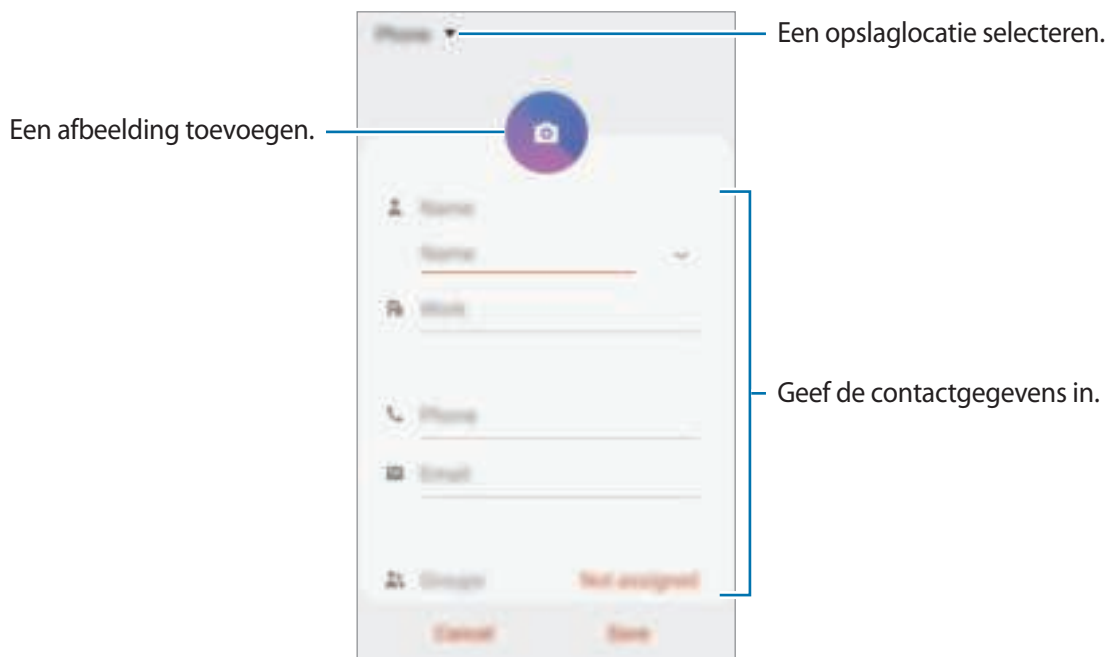 Phone
Een opslaglocatie selecteren.
Een afbeelding toevoegen.
Name
Name
Work
Phone
Geef de contactgegevens in.
Email
Groups Not assigned
Cancel Save